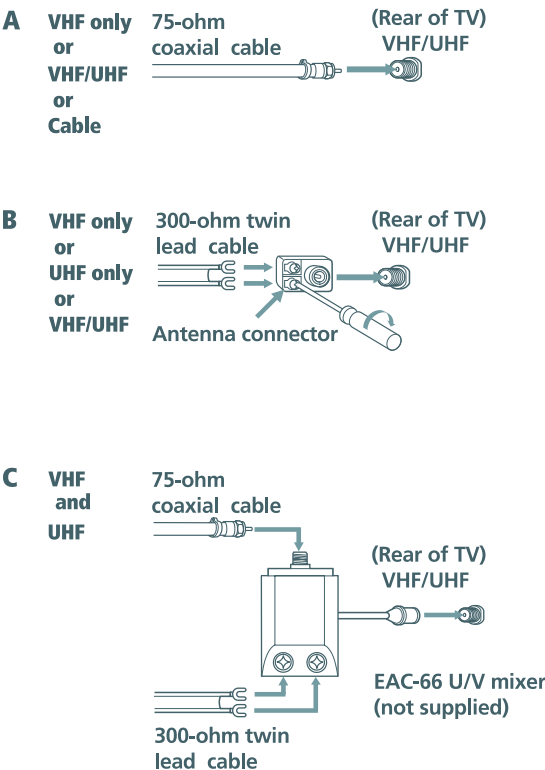 A
VHF only
or
VHF/UHF
or
Cable
75-ohm
coaxial cable
(Rear of TV)
VHF/UHF
B
VHF only
or
UHF only
or
VHF/UHF
300-ohm twin
lead cable
Antenna connector
(Rear of TV)
VHF/UHF
C
VHF
and
UHF
75-ohm
coaxial cable
(Rear of TV)
VHF/UHF
EAC-66 U/V mixer
(not supplied)
300-ohm twin
lead cable